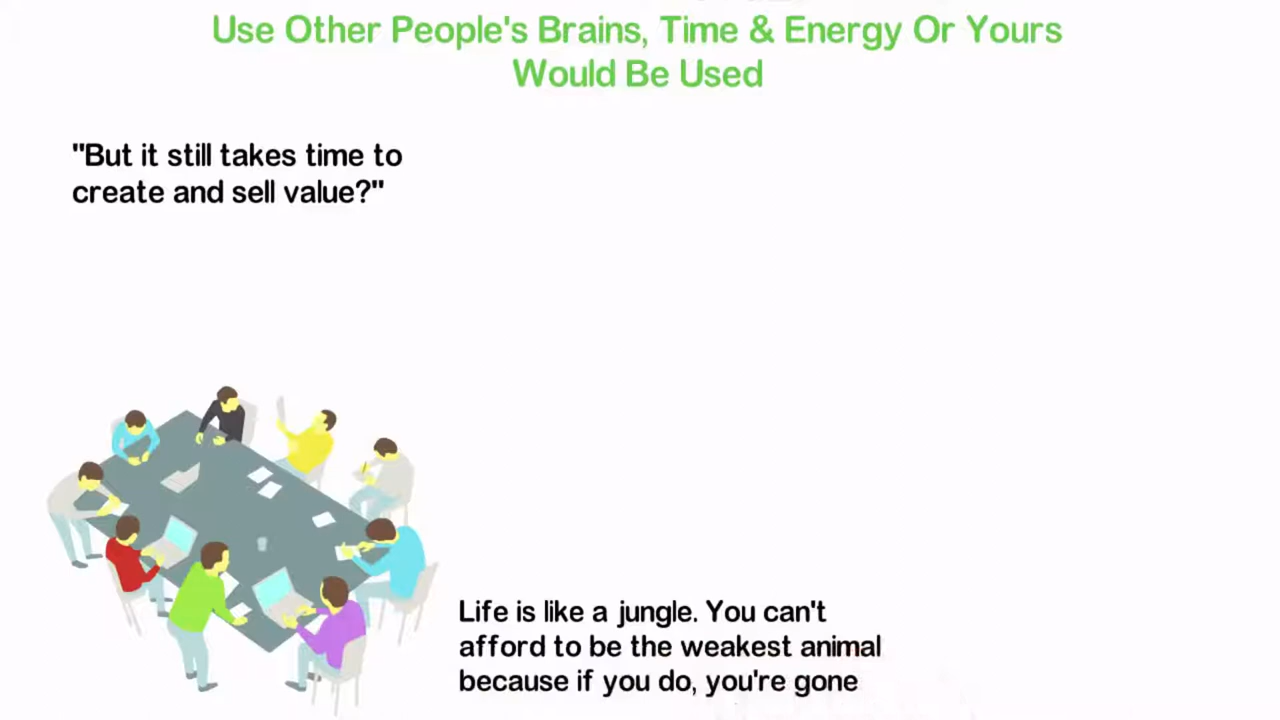 Use Other People's Brains, Time & Energy Or Yours
Would Be Used
"But it still takes time to
create and sell value?"
Life is like a jungle. You can't
afford to be the weakest animal
because if you do, you're gone